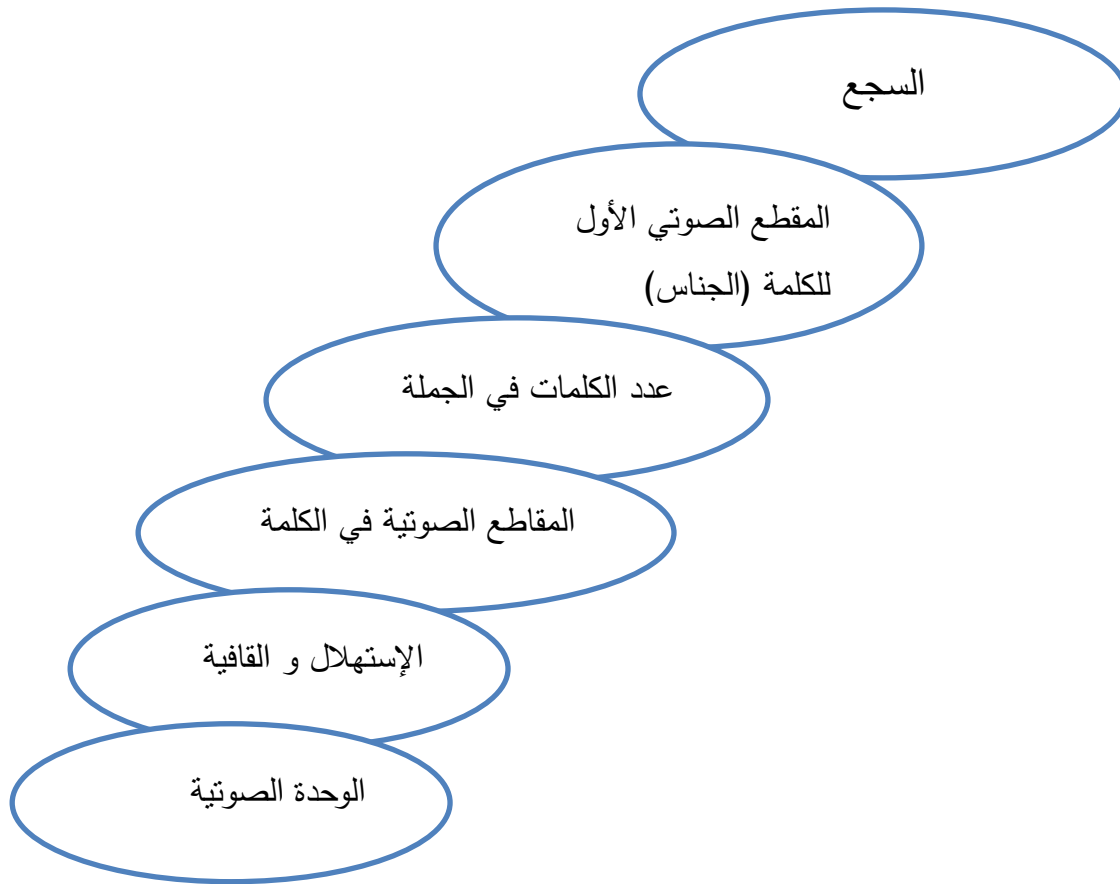 السجع
المقطع الصوتي الأول
للكلمة (الجناس)
عدد الكلمات في الجملة
المقاطع الصوتية في الكلمة
الإستهلال و القافية
الوحدة الصوتية